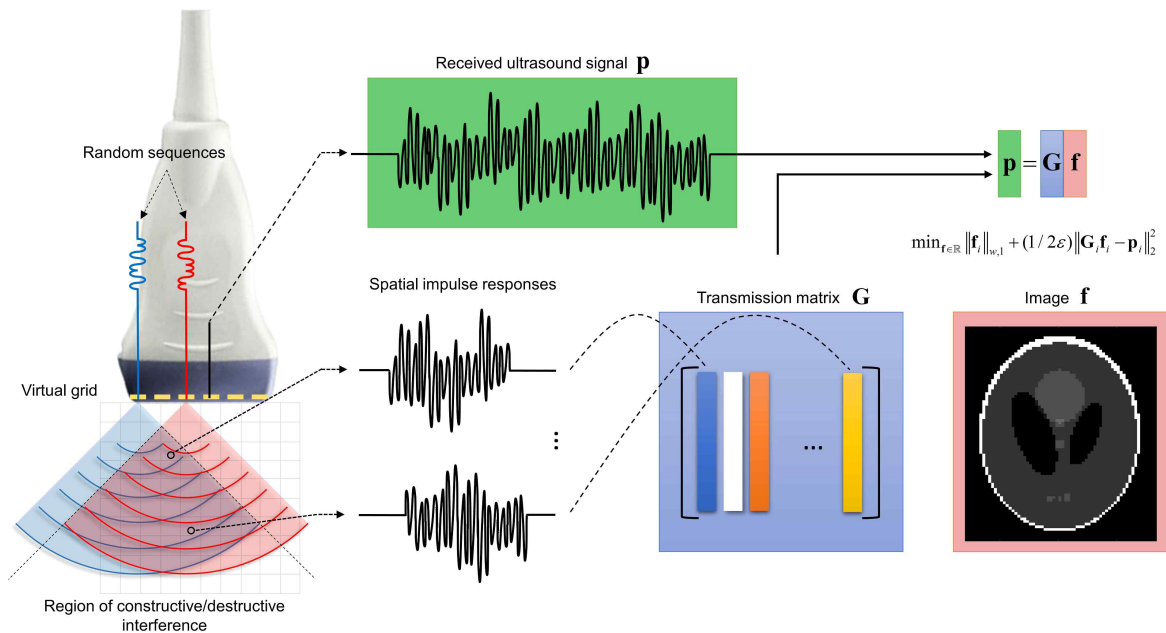 Received ultrasound signal p
Random sequences
p = G f
min_{f∈ℝ} ‖f_i‖_{w,1} + (1/2ε)‖G_i f_i − p_i‖_2^2
Spatial impulse responses
Transmission matrix G
Image f
Virtual grid
...
...
Region of constructive/destructive
interference